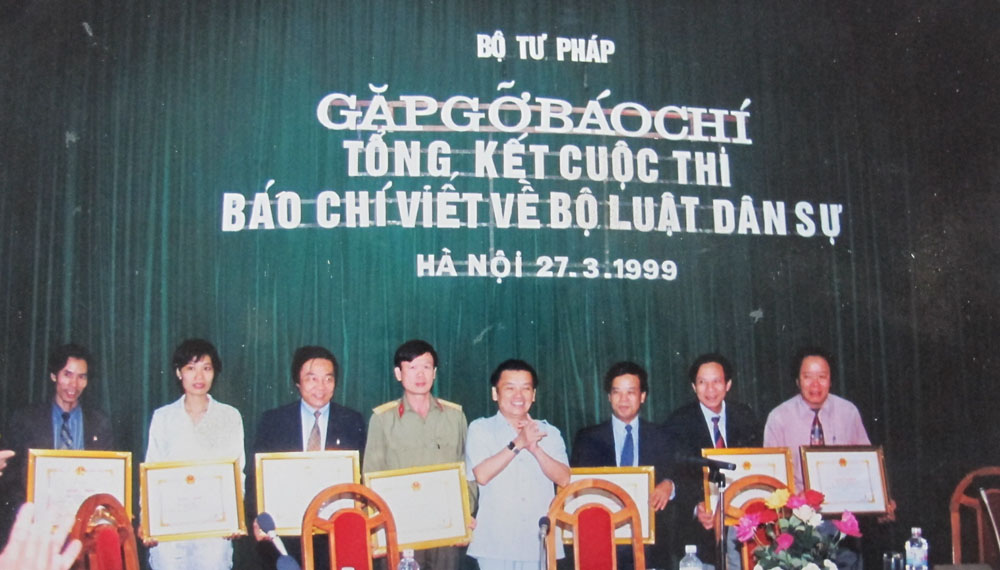 BỘ TƯ PHÁP
GẶP GỠ BÁO CHÍ
TỔNG KẾT CUỘC THI
BÁO CHÍ VIẾT VỀ BỘ LUẬT DÂN SỰ
HÀ NỘI 27.3.1999